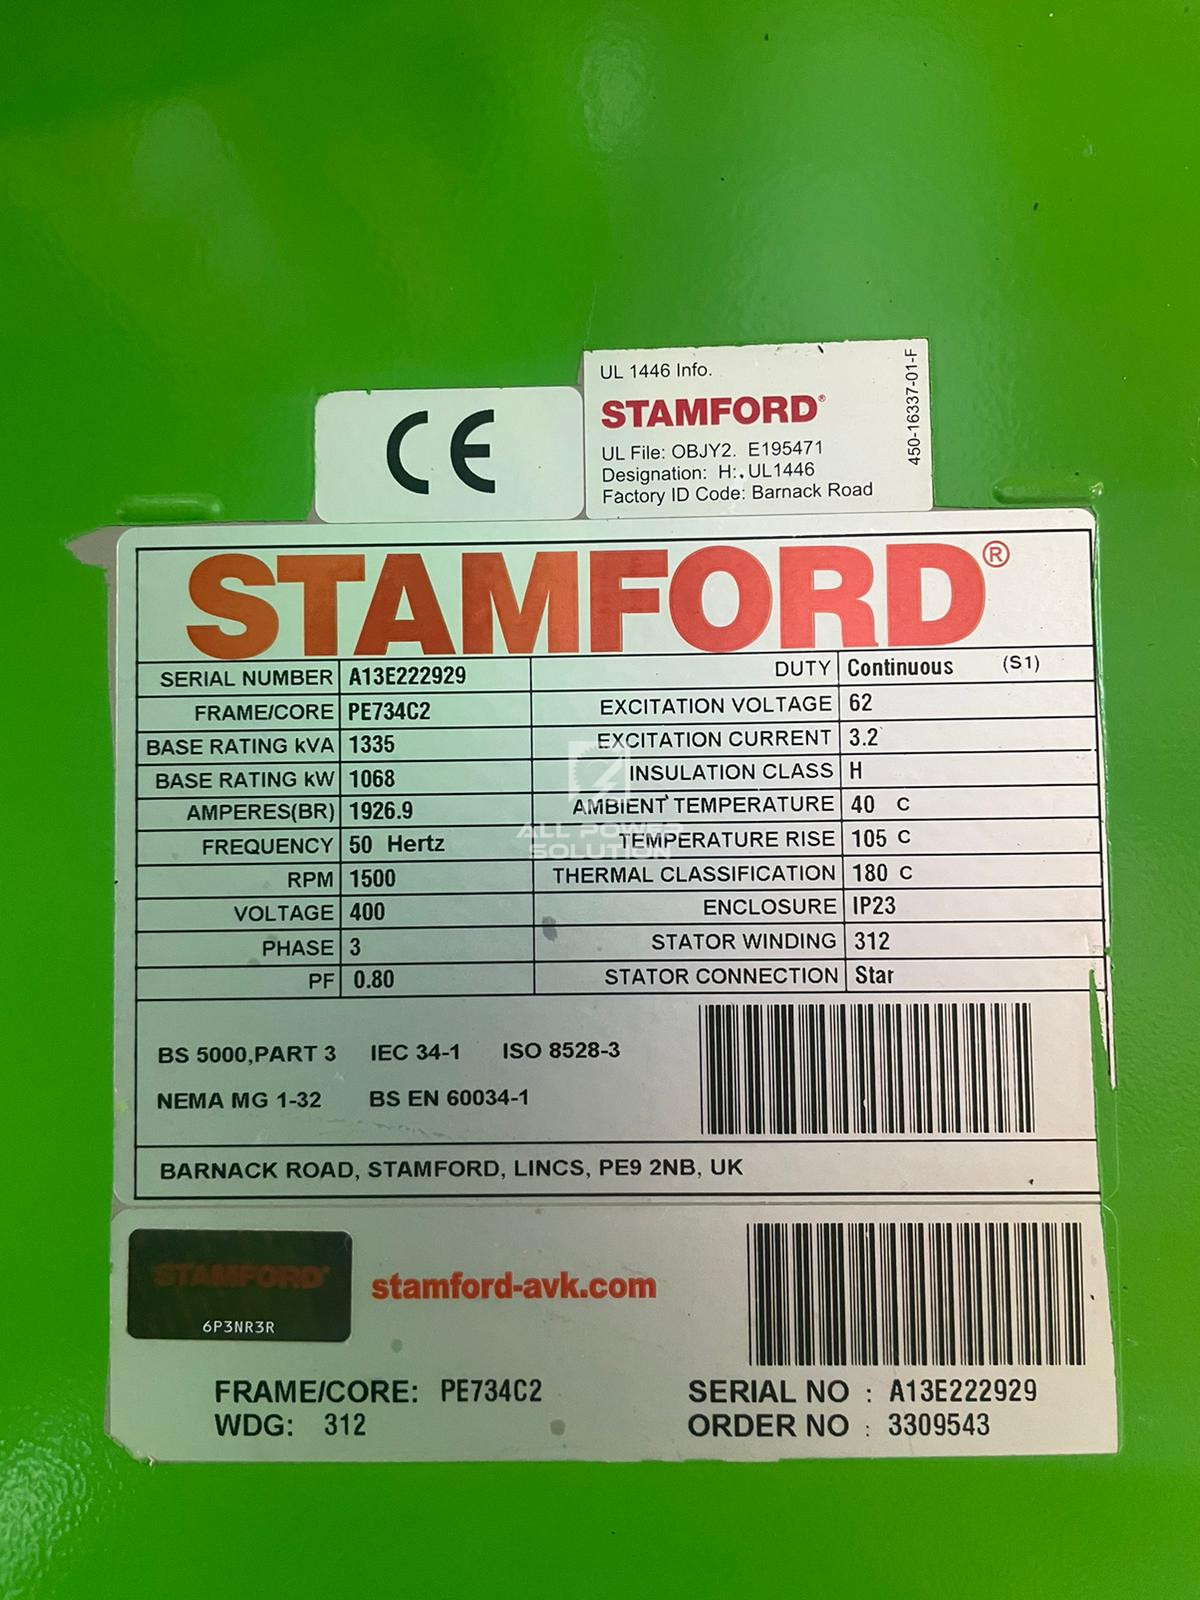 UL 1446 Info.
STAMFORD®
UL File: OBJY2. E195471
Designation: H:, UL1446
Factory ID Code: Barnack Road
450-16337-01-F
CE
STAMFORD®
SERIAL NUMBER A13E222929 DUTY Continuous (S1)
FRAME/CORE PE734C2 EXCITATION VOLTAGE 62
BASE RATING kVA 1335 EXCITATION CURRENT 3.2
BASE RATING kW 1068 INSULATION CLASS H
AMPERES(BR) 1926.9 AMBIENT TEMPERATURE 40 C
FREQUENCY 50 Hertz TEMPERATURE RISE 105 C
RPM 1500 THERMAL CLASSIFICATION 180 C
VOLTAGE 400 ENCLOSURE IP23
PHASE 3 STATOR WINDING 312
PF 0.80 STATOR CONNECTION Star
ALL POWER
SOLUTION
BS 5000,PART 3 IEC 34-1 ISO 8528-3
NEMA MG 1-32 BS EN 60034-1
BARNACK ROAD, STAMFORD, LINCS, PE9 2NB, UK
STAMFORD
6P3NR3R
stamford-avk.com
FRAME/CORE: PE734C2 SERIAL NO : A13E222929
WDG: 312 ORDER NO : 3309543